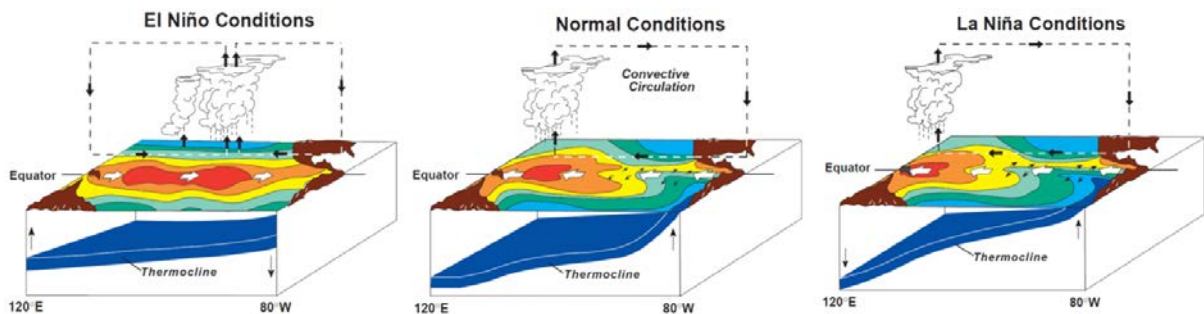 El Niño Conditions
Equator
Thermocline
120°E
80°W
Normal Conditions
Convective
Circulation
Equator
Thermocline
120°E
80°W
La Niña Conditions
Equator
Thermocline
120°E
80°W